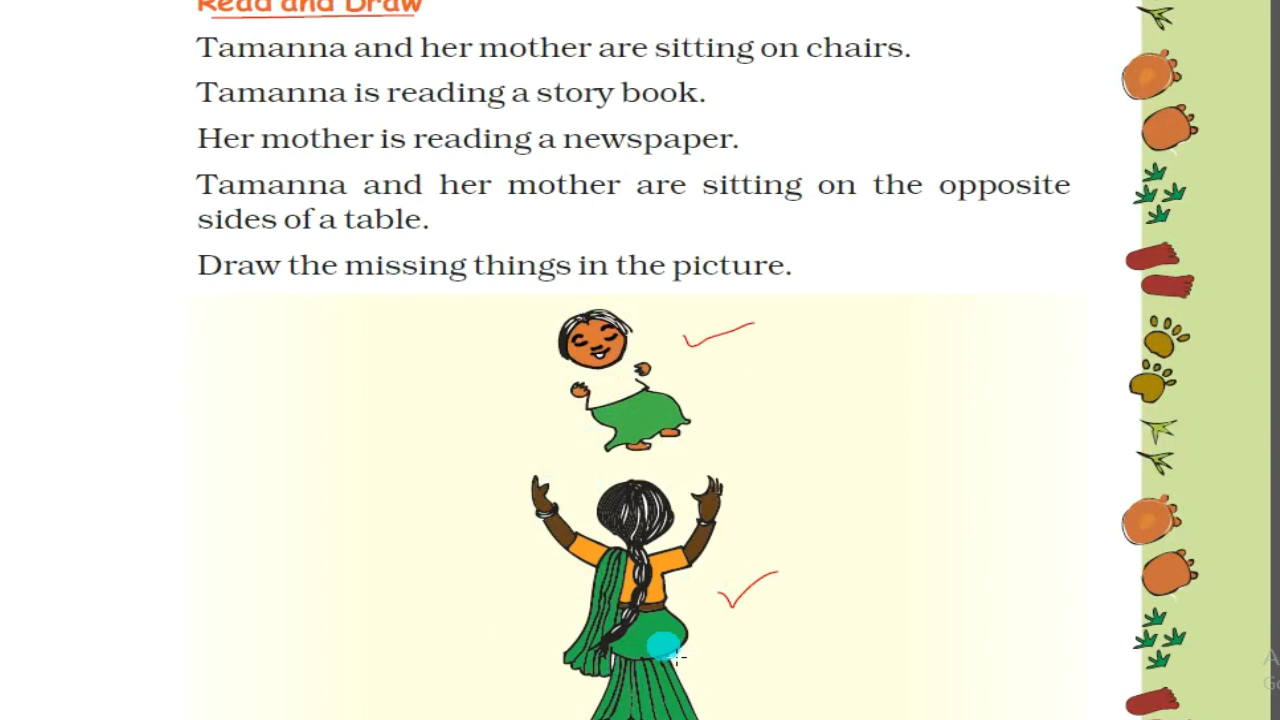 Read and Draw
Tamanna and her mother are sitting on chairs.
Tamanna is reading a story book.
Her mother is reading a newspaper.
Tamanna and her mother are sitting on the opposite
sides of a table.
Draw the missing things in the picture.